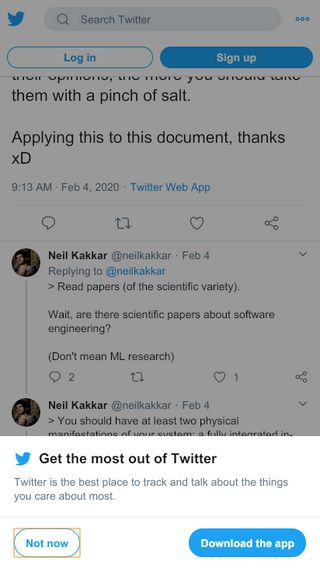 Search Twitter
Log in
Sign up
their opinions, the more you should take
them with a pinch of salt.
Applying this to this document, thanks
xD
9:13 AM · Feb 4, 2020 · Twitter Web App
Neil Kakkar @neilkakkar · Feb 4
Replying to @neilkakkar
> Read papers (of the scientific variety).
Wait, are there scientific papers about software
engineering?
(Don't mean ML research)
2
1
Neil Kakkar @neilkakkar · Feb 4
> You should have at least two physical
manifestations of your system: a fully integrated in-
Get the most out of Twitter
Twitter is the best place to track and talk about the things
you care about most.
Not now
Download the app